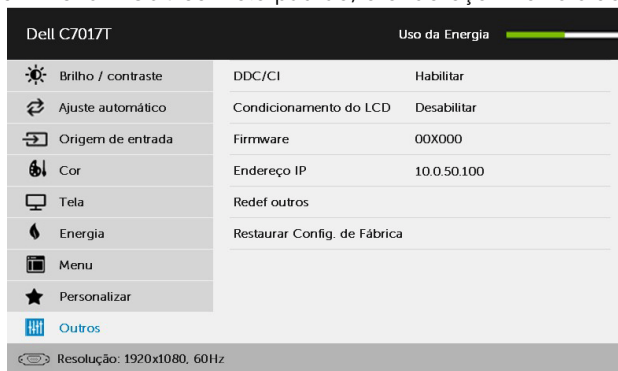 Dell C7017T
Uso da Energia
Brilho / contraste
DDC/CI Habilitar
Ajuste automático
Condicionamento do LCD Desabilitar
Origem de entrada
Firmware 00X000
Cor
Endereço IP 10.0.50.100
Tela
Redef outros
Energia
Restaurar Config. de Fábrica
Menu
Personalizar
Outros
Resolução: 1920x1080, 60Hz